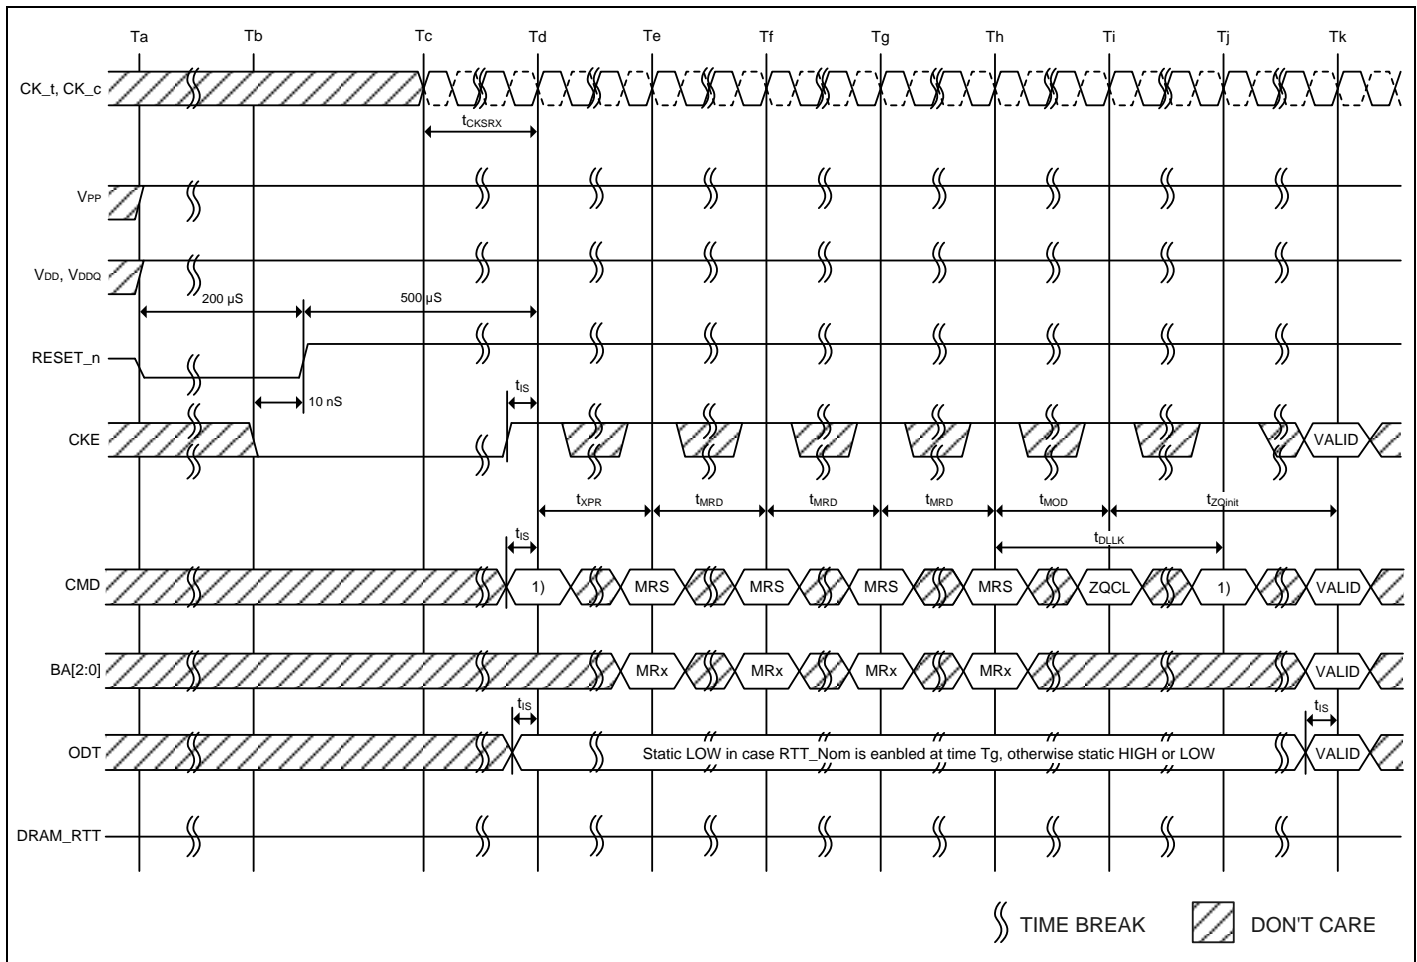 Ta Tb Tc Td Te Tf Tg Th Ti Tj Tk
CK_t, CK_c
tCKSRX
VPP
VDD, VDDQ
200 µS 500 µS
RESET_n
tIS
10 nS
CKE VALID
tXPR tMRD tMRD tMRD tMOD tZQinit
tIS tDLLK
CMD 1) MRS MRS MRS MRS ZQCL 1) VALID
BA[2:0] MRx MRx MRx MRx VALID
tIS tIS
ODT Static LOW in case RTT_Nom is eanbled at time Tg, otherwise static HIGH or LOW VALID
DRAM_RTT
TIME BREAK DON'T CARE